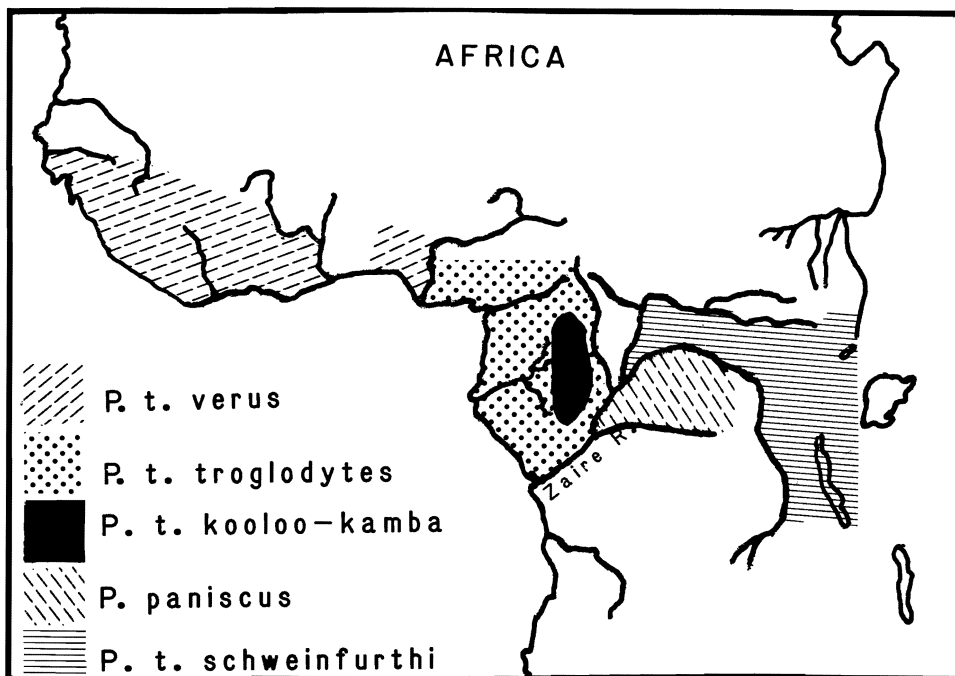 AFRICA
P. t. verus
P. t. troglodytes
P. t. kooloo-kamba
P. paniscus
P. t. schweinfurthi
Zaire R.